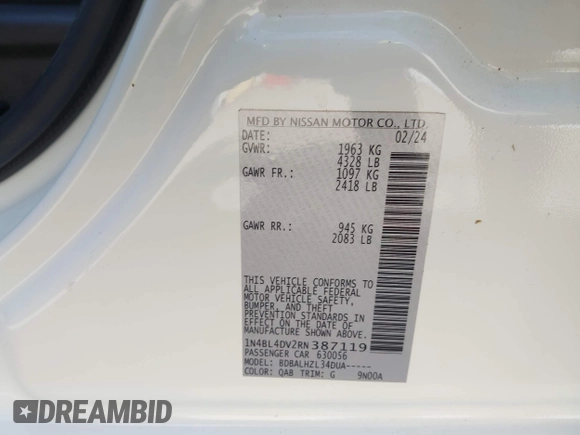 MFD BY NISSAN MOTOR CO., LTD.
DATE: 02/24
GVWR: 1963 KG
4328 LB
GAWR FR.: 1097 KG
2418 LB
GAWR RR.: 945 KG
2083 LB
THIS VEHICLE CONFORMS TO
ALL APPLICABLE FEDERAL
MOTOR VEHICLE SAFETY,
BUMPER, AND THEFT
PREVENTION STANDARDS IN
EFFECT ON THE DATE OF
MANUFACTURE SHOWN ABOVE.
1N4BL4DV2RN387119
PASSENGER CAR 630056
MODEL: BDBALHZL34DUA-----
COLOR: QAB TRIM: G 9N00A
DREAMBID